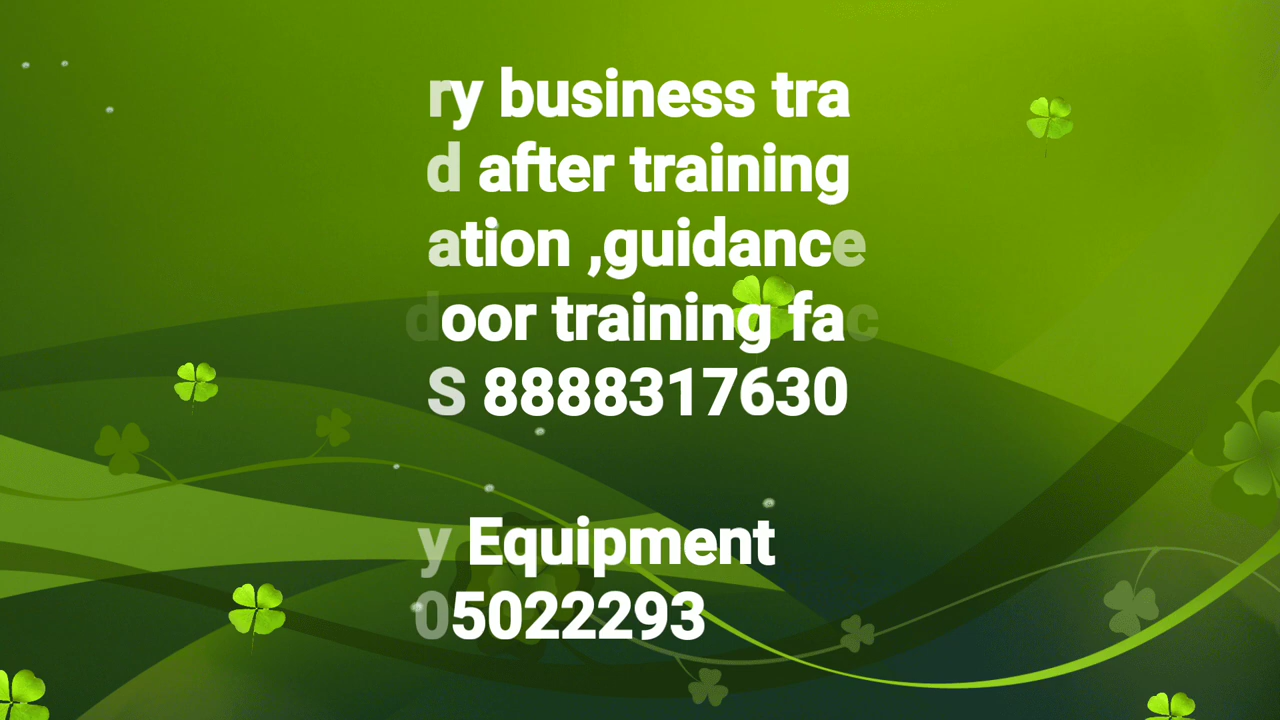 ry business tra
d after training
ation ,guidance
door training fac
S 8888317630
y Equipment
05022293